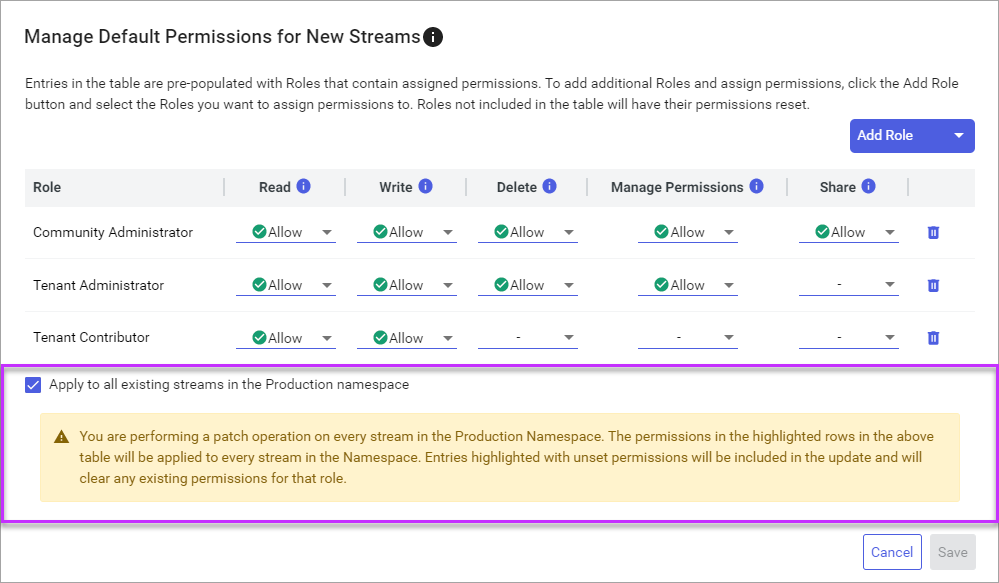 Manage Default Permissions for New Streams
Entries in the table are pre-populated with Roles that contain assigned permissions. To add additional Roles and assign permissions, click the Add Role
button and select the Roles you want to assign permissions to. Roles not included in the table will have their permissions reset.
Add Role
Role Read Write Delete Manage Permissions Share
Community Administrator Allow Allow Allow Allow Allow
Tenant Administrator Allow Allow Allow Allow -
Tenant Contributor Allow Allow - - -
Apply to all existing streams in the Production namespace
You are performing a patch operation on every stream in the Production Namespace. The permissions in the highlighted rows in the above
table will be applied to every stream in the Namespace. Entries highlighted with unset permissions will be included in the update and will
clear any existing permissions for that role.
Cancel Save